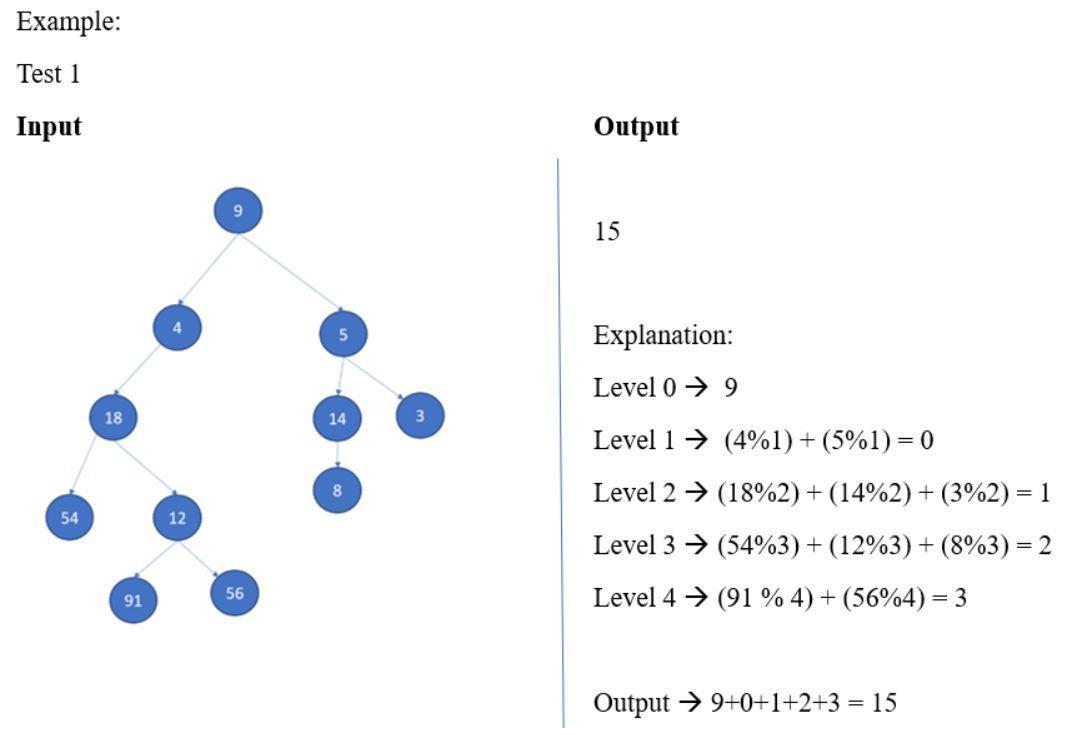 Example:
Test 1
Input
Output
9
4
5
18
14
3
8
54
12
91
56
15
Explanation:
Level 0 → 9
Level 1 → (4%1) + (5%1) = 0
Level 2 → (18%2) + (14%2) + (3%2) = 1
Level 3 → (54%3) + (12%3) + (8%3) = 2
Level 4 → (91 % 4) + (56%4) = 3
Output → 9+0+1+2+3 = 15